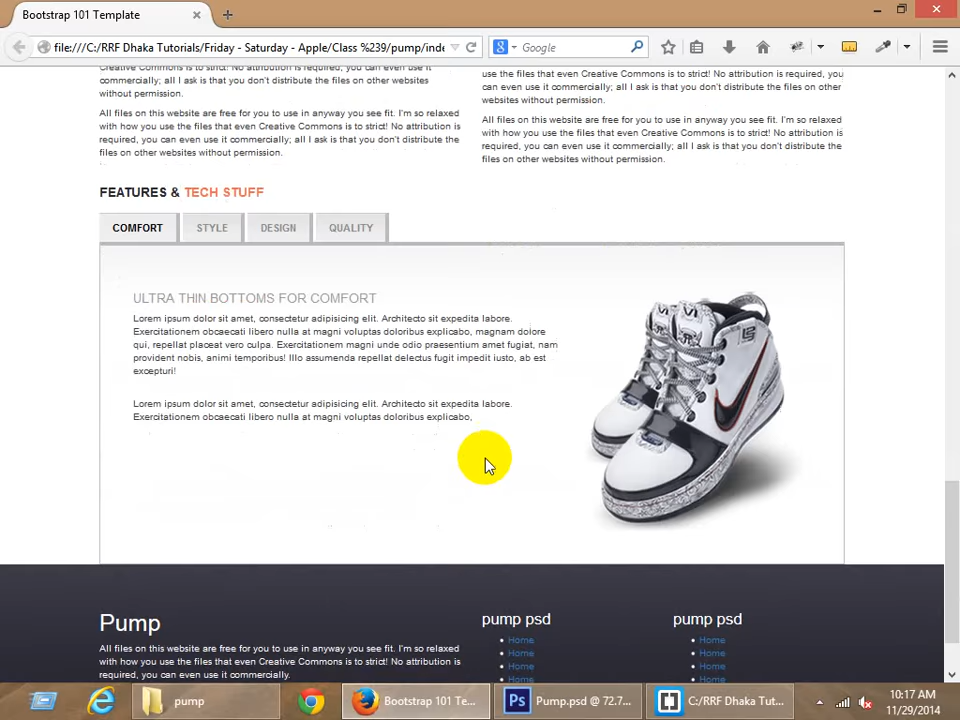 Bootstrap 101 Template
file:///C:/RRF Dhaka Tutorials/Friday - Saturday - Apple/Class %239/pump/inde
Google
Creative Commons is to strict! No attribution is required, you can even use it
commercially; all I ask is that you don't distribute the files on other websites
without permission.
All files on this website are free for you to use in anyway you see fit. I'm so relaxed
with how you use the files that even Creative Commons is to strict! No attribution is
required, you can even use it commercially; all I ask is that you don't distribute the
files on other websites without permission.
use the files that even Creative Commons is to strict! No attribution is required, you
can even use it commercially; all I ask is that you don't distribute the files on other
websites without permission.
All files on this website are free for you to use in anyway you see fit. I'm so relaxed
with how you use the files that even Creative Commons is to strict! No attribution is
required, you can even use it commercially; all I ask is that you don't distribute the
files on other websites without permission.
FEATURES & TECH STUFF
COMFORT
STYLE
DESIGN
QUALITY
ULTRA THIN BOTTOMS FOR COMFORT
Lorem ipsum dolor sit amet, consectetur adipisicing elit. Architecto sit expedita labore.
Exercitationem obcaecati libero nulla at magni voluptas doloribus explicabo, magnam dolore
qui, repellat placeat vero culpa. Exercitationem magni unde odio praesentium amet fugiat, nam
provident nobis, animi temporibus! Illo assumenda repellat delectus fugit impedit iusto, ab est
excepturi!
Lorem ipsum dolor sit amet, consectetur adipisicing elit. Architecto sit expedita labore.
Exercitationem obcaecati libero nulla at magni voluptas doloribus explicabo,
Pump
All files on this website are free for you to use in anyway you see fit. I'm so relaxed
with how you use the files that even Creative Commons is to strict! No attribution is
required, you can even use it commercially.
pump psd
Home
Home
Home
Home
pump psd
Home
Home
Home
Home
pump
Bootstrap 101 Te...
Pump.psd @ 72.7...
C:/RRF Dhaka Tut...
10:17 AM
11/29/2014